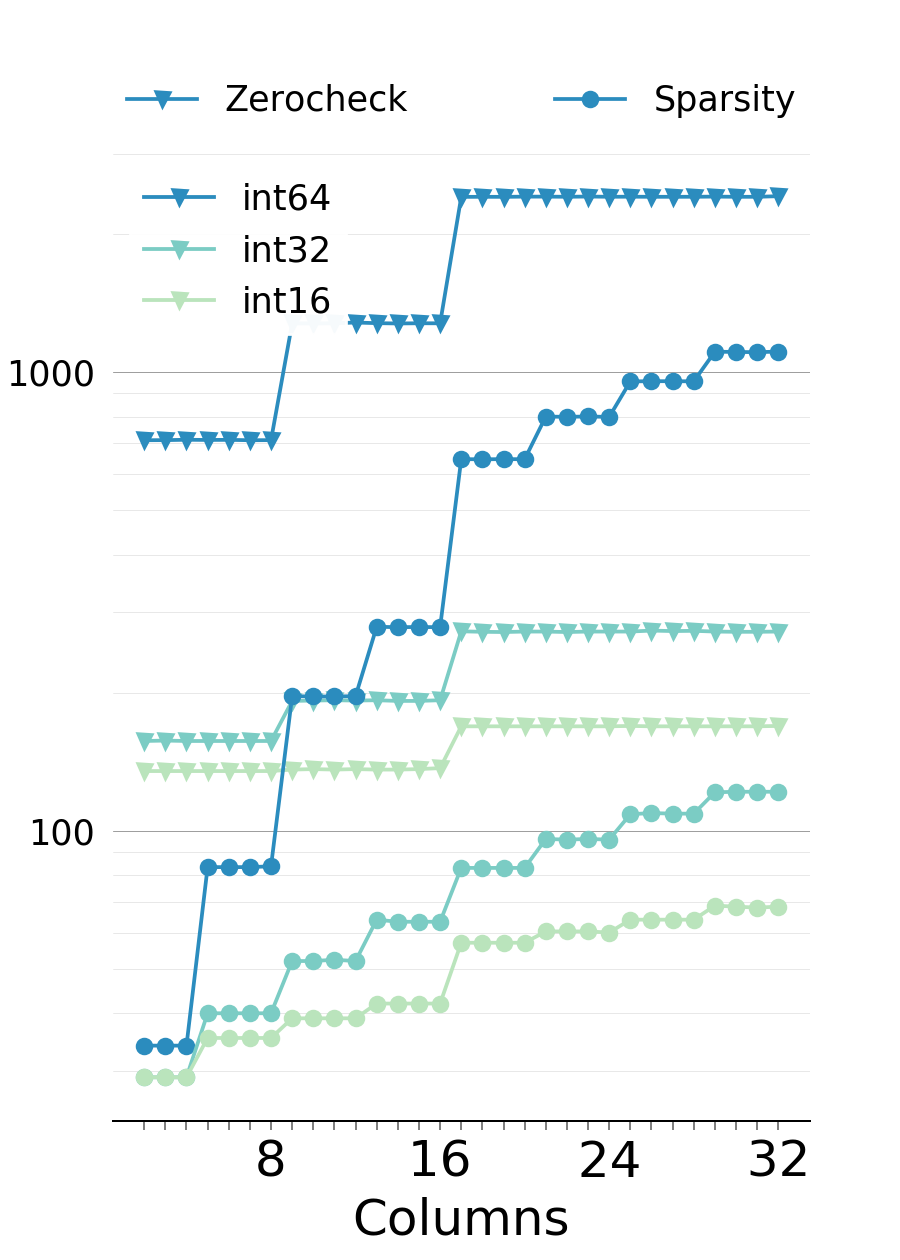 Zerocheck Sparsity
int64
int32
int16
1000
100
8 16 24 32
Columns